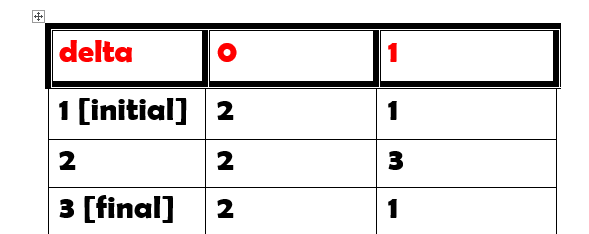 delta 0 1
1 [initial] 2 1
2 2 3
3 [final] 2 1